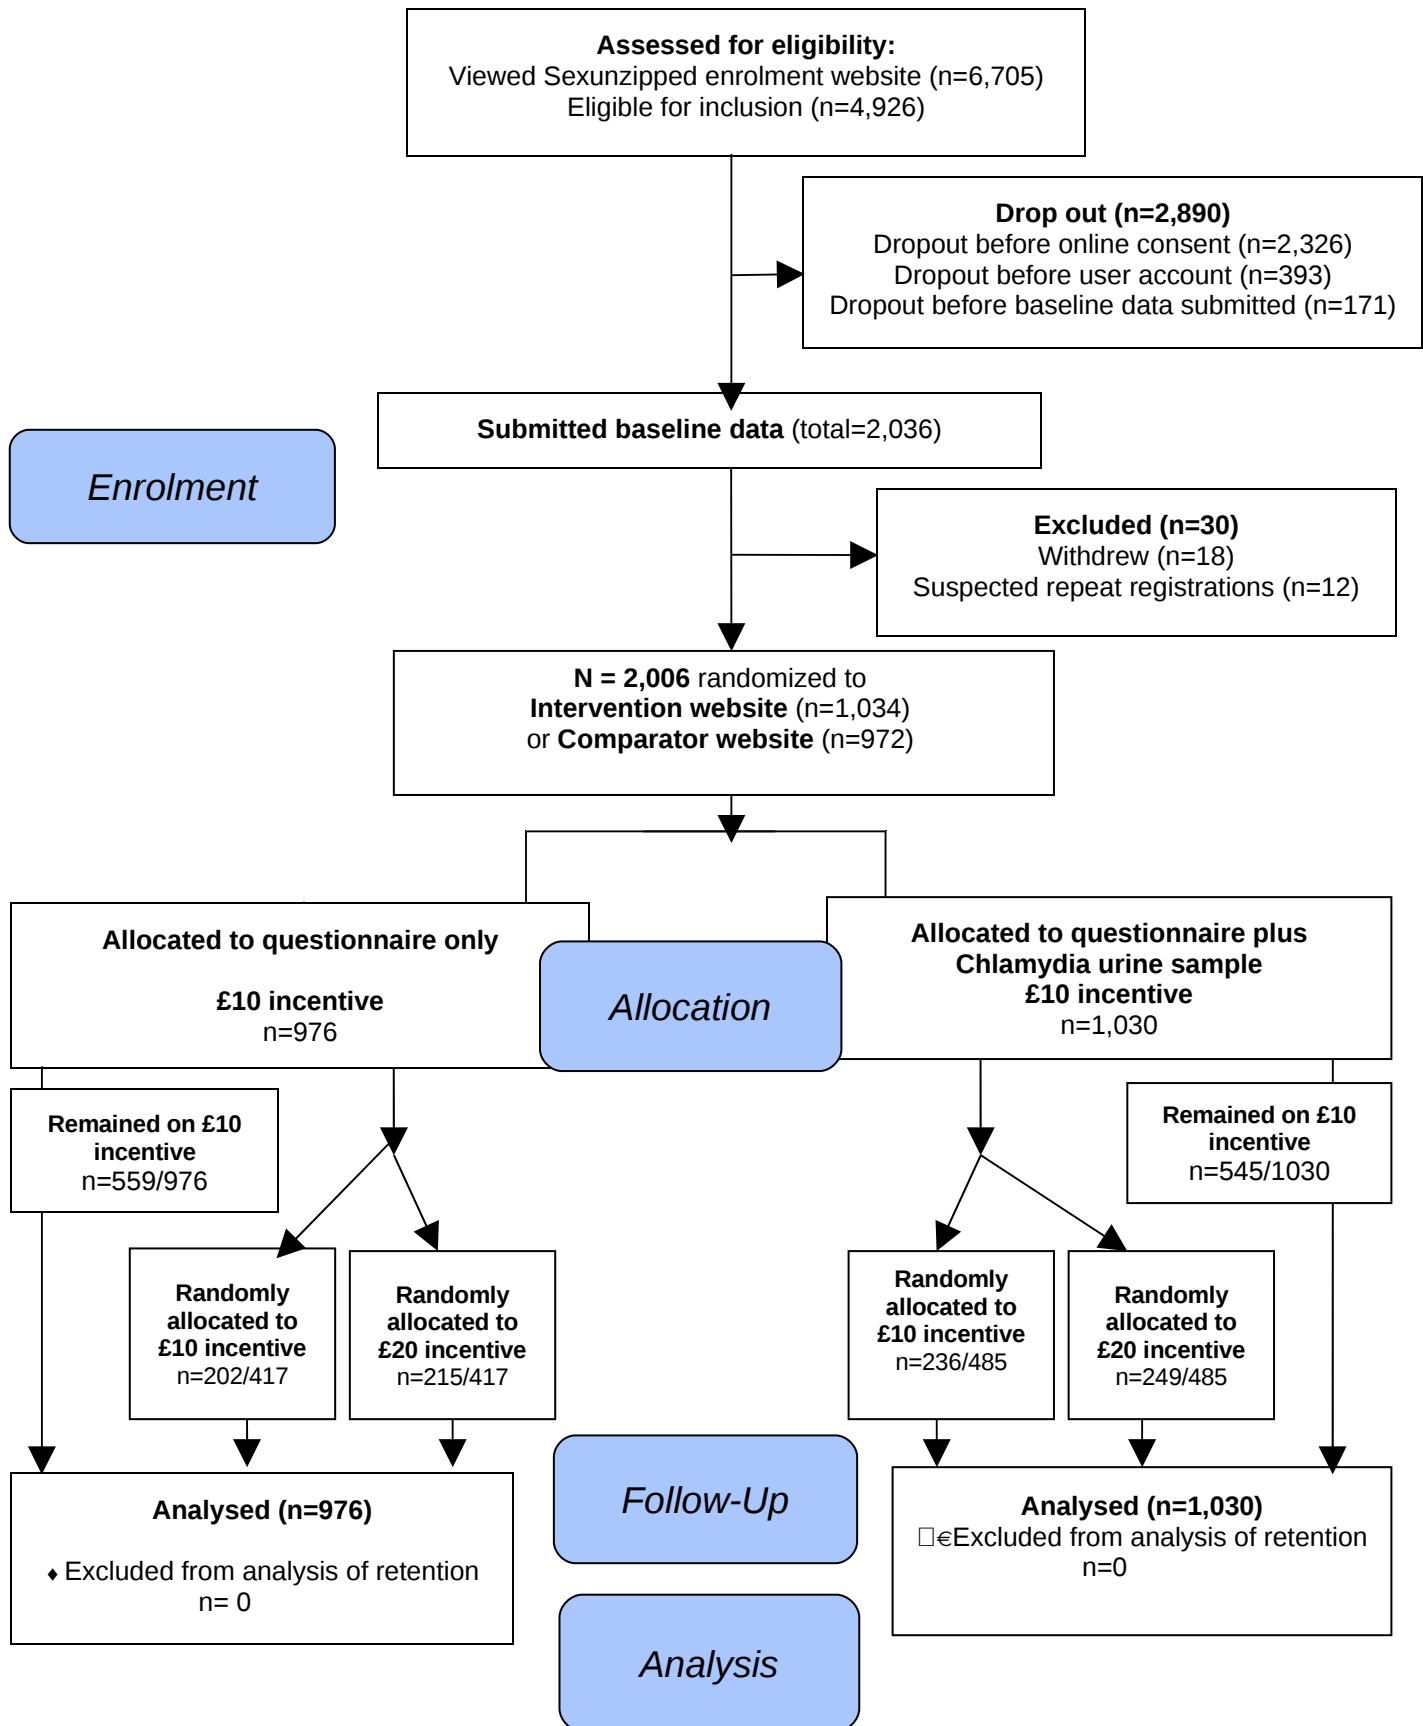 Assessed for eligibility:
Viewed Sexunzipped enrolment website (n=6,705)
Eligible for inclusion (n=4,926)
Drop out (n=2,890)
Dropout before online consent (n=2,326)
Dropout before user account (n=393)
Dropout before baseline data submitted (n=171)
Submitted baseline data (total=2,036)
Enrolment
Excluded (n=30)
Withdrew (n=18)
Suspected repeat registrations (n=12)
N = 2,006 randomized to
Intervention website (n=1,034)
or Comparator website (n=972)
Allocated to questionnaire only
£10 incentive
n=976
Allocation
Allocated to questionnaire plus
Chlamydia urine sample
£10 incentive
n=1,030
Remained on £10
incentive
n=559/976
Remained on £10
incentive
n=545/1030
Randomly
allocated to
£10 incentive
n=202/417
Randomly
allocated to
£20 incentive
n=215/417
Randomly
allocated to
£10 incentive
n=236/485
Randomly
allocated to
£20 incentive
n=249/485
Follow-Up
Analysed (n=976)
♦ Excluded from analysis of retention
n= 0
Analysed (n=1,030)
□€Excluded from analysis of retention
n=0
Analysis